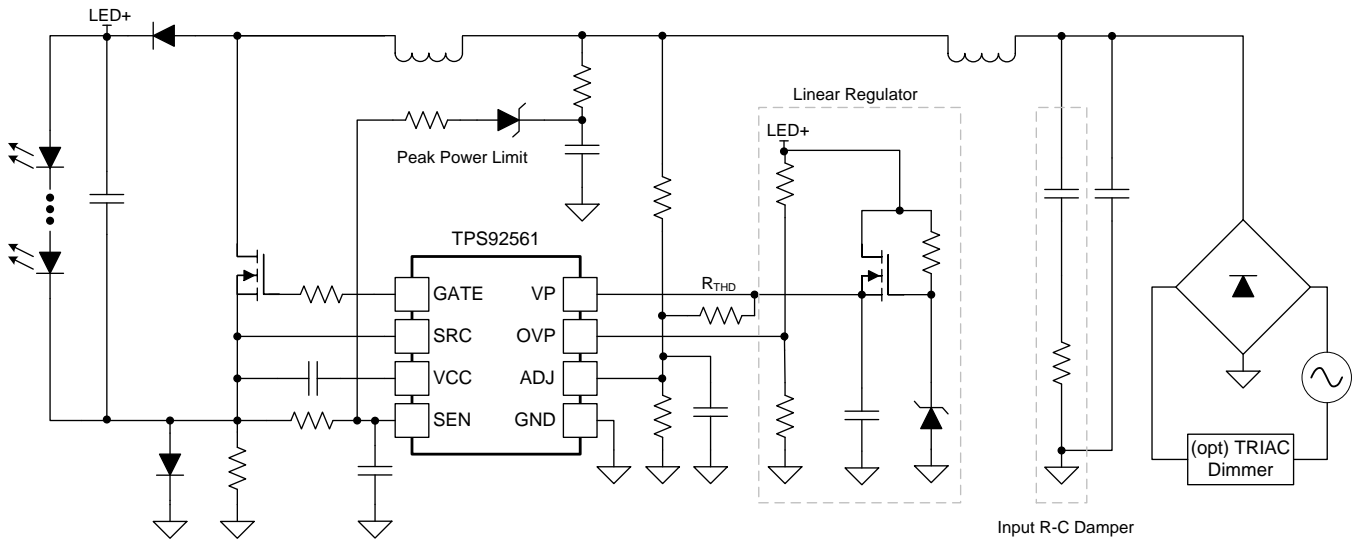 LED+
Linear Regulator
LED+
Peak Power Limit
TPS92561
GATE
VP
RTHD
SRC
OVP
VCC
ADJ
SEN
GND
(opt) TRIAC
Dimmer
Input R-C Damper